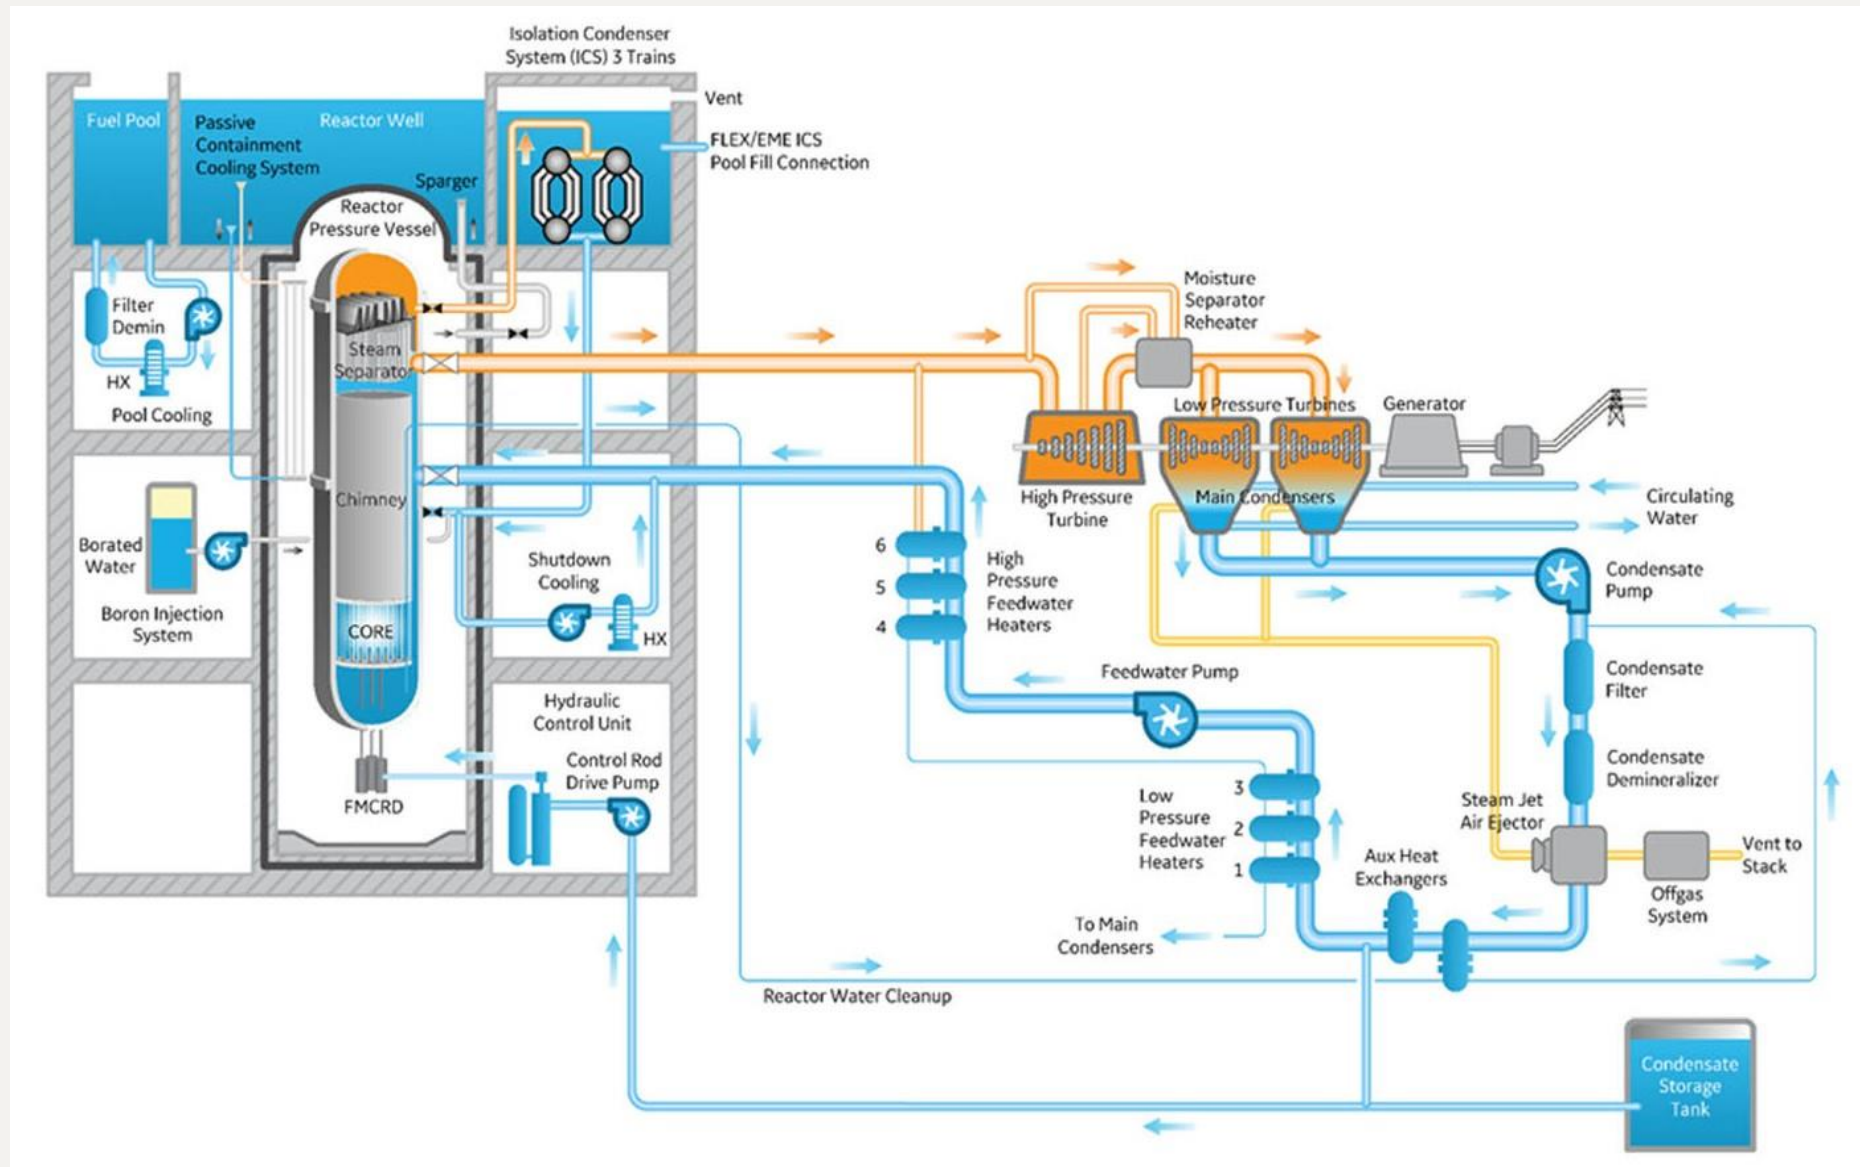 Isolation Condenser
System (ICS) 3 Trains
Vent
FLEX/EME ICS
Pool Fill Connection
Fuel Pool
Passive
Containment
Cooling System
Reactor Well
Sparger
Reactor
Pressure Vessel
Filter
Demin
HX
Pool Cooling
Steam
Separator
Chimney
CORE
Borated
Water
Boron Injection
System
Shutdown
Cooling
HX
Hydraulic
Control Unit
Control Rod
Drive Pump
FMCRD
Moisture
Separator
Reheater
Low Pressure Turbines
Generator
High Pressure
Turbine
Main Condensers
Circulating
Water
6
5
4
High
Pressure
Feedwater
Heaters
Condensate
Pump
Feedwater Pump
Condensate
Filter
Condensate
Demineralizer
3
2
1
Low
Pressure
Feedwater
Heaters
Steam Jet
Air Ejector
Aux Heat
Exchangers
Vent to
Stack
Offgas
System
To Main
Condensers
Reactor Water Cleanup
Condensate
Storage
Tank